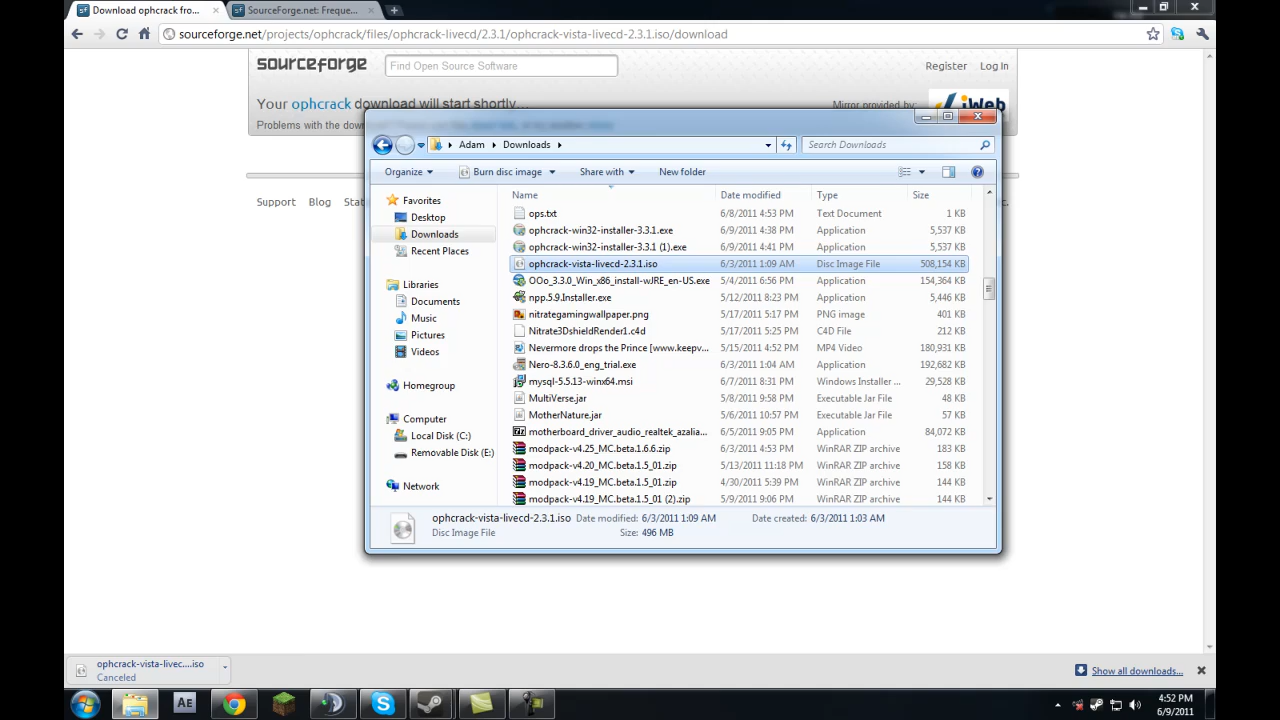 Download ophcrack fro...
SourceForge.net: Freque...
sourceforge.net/projects/ophcrack/files/ophcrack-livecd/2.3.1/ophcrack-vista-livecd-2.3.1.iso/download
sourceforge
Find Open Source Software
Register
Log In
Your ophcrack download will start shortly...
Mirror provided by:
iWeb
Problems with the dow
Adam
Downloads
Search Downloads
Organize
Burn disc image
Share with
New folder
Name Date modified Type Size
ops.txt 6/8/2011 4:53 PM Text Document 1 KB
ophcrack-win32-installer-3.3.1.exe 6/9/2011 4:38 PM Application 5,537 KB
ophcrack-win32-installer-3.3.1 (1).exe 6/9/2011 4:41 PM Application 5,537 KB
ophcrack-vista-livecd-2.3.1.iso 6/3/2011 1:09 AM Disc Image File 508,154 KB
OOo_3.3.0_Win_x86_install-wJRE_en-US.exe 5/4/2011 6:56 PM Application 154,364 KB
npp.5.9.Installer.exe 5/12/2011 8:23 PM Application 5,446 KB
nitrategamingwallpaper.png 5/17/2011 5:17 PM PNG image 401 KB
Nitrate3DshieldRender1.c4d 5/17/2011 5:25 PM C4D File 212 KB
Nevermore drops the Prince [www.keepv... 5/15/2011 4:52 PM MP4 Video 180,931 KB
Nero-8.3.6.0_eng_trial.exe 6/3/2011 1:04 AM Application 192,682 KB
mysql-5.5.13-winx64.msi 6/7/2011 8:31 PM Windows Installer ... 29,528 KB
MultiVerse.jar 5/8/2011 9:58 PM Executable Jar File 48 KB
MotherNature.jar 5/6/2011 10:57 PM Executable Jar File 57 KB
motherboard_driver_audio_realtek_azalia... 6/5/2011 9:05 PM Application 84,072 KB
modpack-v4.25_MC.beta.1.6.6.zip 6/3/2011 4:53 PM WinRAR ZIP archive 183 KB
modpack-v4.20_MC.beta.1.5_01.zip 5/13/2011 11:18 PM WinRAR ZIP archive 158 KB
modpack-v4.19_MC.beta.1.5_01.zip 4/30/2011 5:39 PM WinRAR ZIP archive 144 KB
modpack-v4.19_MC.beta.1.5_01 (2).zip 5/9/2011 9:06 PM WinRAR ZIP archive 144 KB
Favorites
Desktop
Downloads
Recent Places
Libraries
Documents
Music
Pictures
Videos
Homegroup
Computer
Local Disk (C:)
Removable Disk (E:)
Network
Support Blog
ophcrack-vista-livecd-2.3.1.iso Date modified: 6/3/2011 1:09 AM Date created: 6/3/2011 1:03 AM
Disc Image File Size: 496 MB
ophcrack-vista-livec....iso
Canceled
Show all downloads...
Ae
4:52 PM
6/9/2011